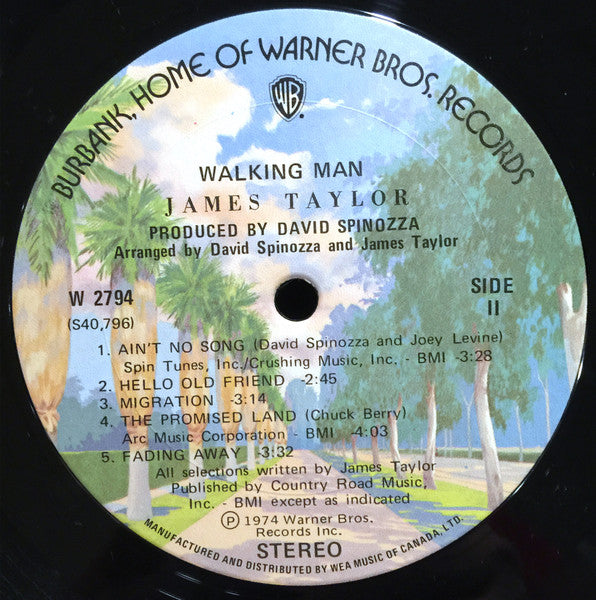 BURBANK, HOME OF WARNER BROS. RECORDS
WB
WALKING MAN
JAMES TAYLOR
PRODUCED BY DAVID SPINOZZA
Arranged by David Spinozza and James Taylor
W 2794
(S40,796)
SIDE
II
1. AIN'T NO SONG (David Spinozza and Joey Levine)
Spin Tunes, Inc./Crushing Music, Inc. - BMI -3:28
2. HELLO OLD FRIEND -2:45
3. MIGRATION -3:14
4. THE PROMISED LAND (Chuck Berry)
Arc Music Corporation - BMI -4:03
5. FADING AWAY -3:32
All selections written by James Taylor
Published by Country Road Music,
Inc. - BMI except as indicated
Ⓟ 1974 Warner Bros.
Records Inc.
STEREO
MANUFACTURED AND DISTRIBUTED BY WEA MUSIC OF CANADA, LTD.